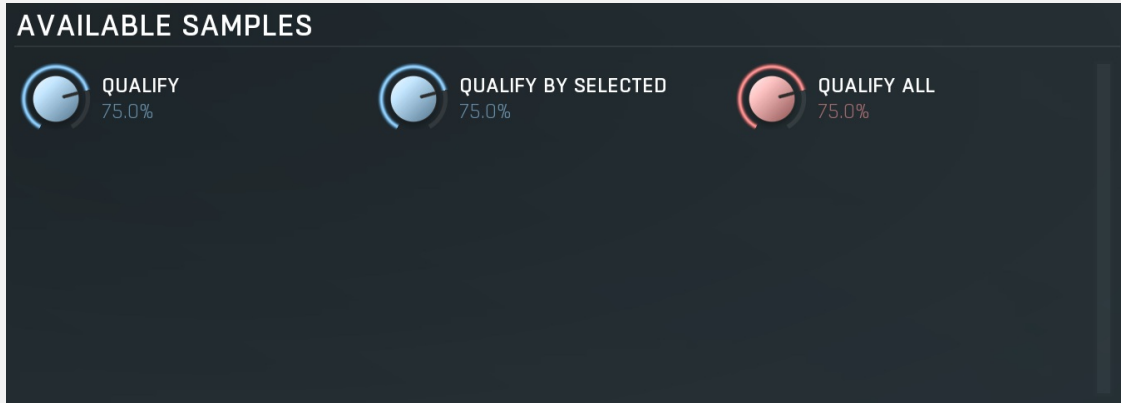 AVAILABLE SAMPLES
QUALIFY
75.0%
QUALIFY BY SELECTED
75.0%
QUALIFY ALL
75.0%